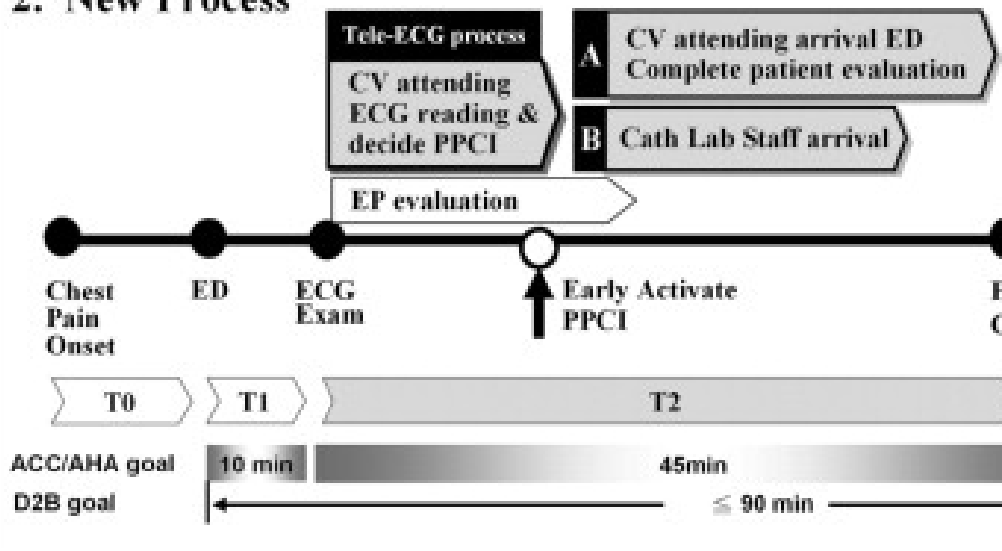 2. New Process
Tele-ECG process
CV attending
ECG reading &
decide PPCI
A
CV attending arrival ED
Complete patient evaluation
B
Cath Lab Staff arrival
EP evaluation
Chest
Pain
Onset
ED
ECG
Exam
Early Activate
PPCI
T0
T1
T2
ACC/AHA goal
10 min
45min
D2B goal
≦ 90 min